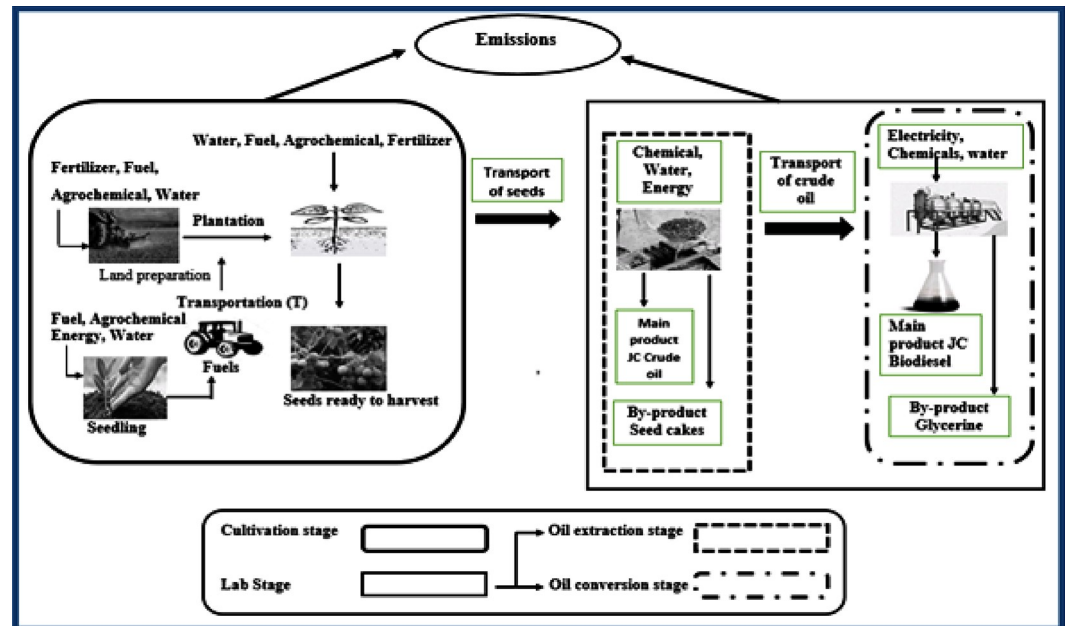 Emissions
Water, Fuel, Agrochemical, Fertilizer
Fertilizer, Fuel,
Agrochemical, Water
Plantation
Land preparation
Transportation (T)
Fuel, Agrochemical
Energy, Water
Fuels
Seedling
Seeds ready to harvest
Transport
of seeds
Chemical,
Water,
Energy
Main
product
JC Crude
oil
By-product
Seed cakes
Transport
of crude
oil
Electricity,
Chemicals, water
Main
product JC
Biodiesel
By-product
Glycerine
Cultivation stage
Oil extraction stage
Lab Stage
Oil conversion stage